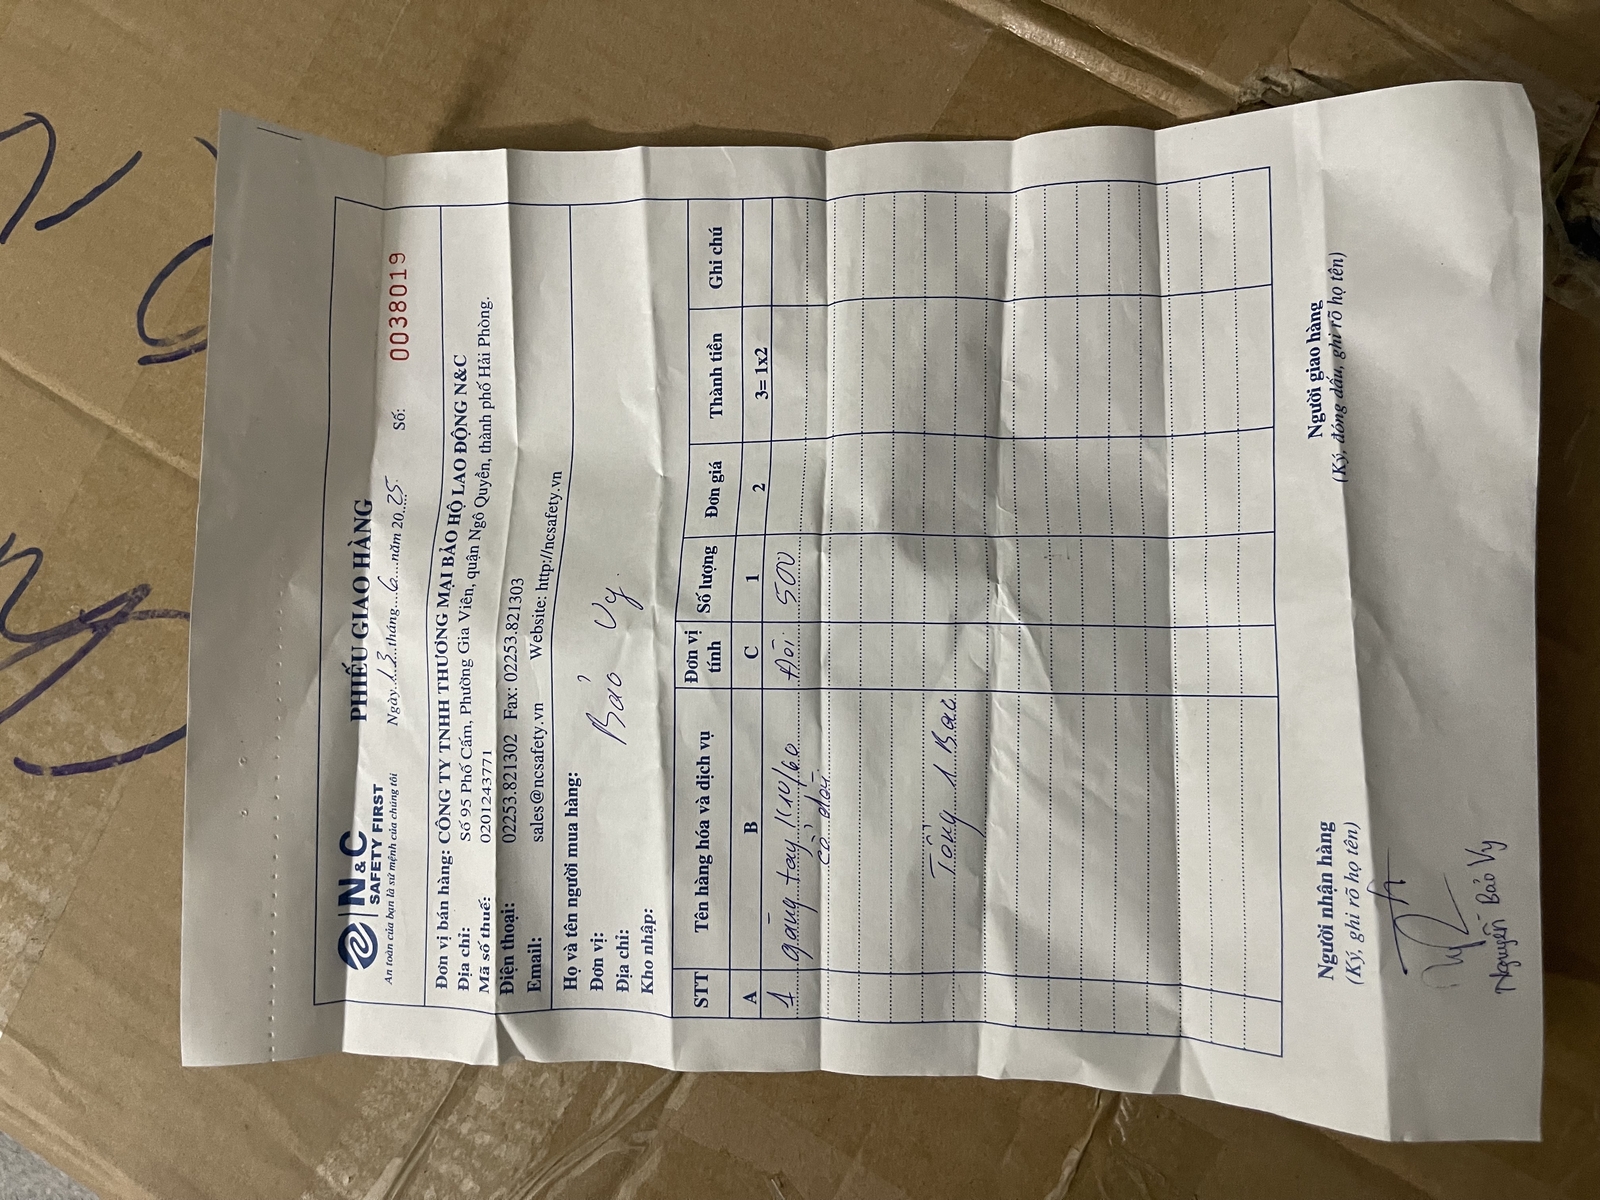 N&C
SAFETY FIRST
An toàn của bạn là sứ mệnh của chúng tôi
PHIẾU GIAO HÀNG
Ngày 13 tháng 6 năm 2025 Số: 0038019
Đơn vị bán hàng: CÔNG TY TNHH THƯƠNG MẠI BẢO HỘ LAO ĐỘNG N&C
Địa chỉ: Số 95 Phố Cấm, Phường Gia Viên, quận Ngô Quyền, thành phố Hải Phòng.
Mã số thuế: 0201243771
Điện thoại: 02253.821302 Fax: 02253.821303
Email: sales@ncsafety.vn Website: http://ncsafety.vn
Họ và tên người mua hàng:
Đơn vị: Bảo Vy
Địa chỉ:
Kho nhập:
STT Tên hàng hóa và dịch vụ Đơn vị tính Số lượng Đơn giá Thành tiền Ghi chú
A B C 1 2 3= 1x2
1 găng tay K10/60 Đôi 500
Tổng 1 Bao
Người nhận hàng Người giao hàng
(Ký, ghi rõ họ tên) (Ký, đóng dấu, ghi rõ họ tên)
Nguyễn Bảo Vy